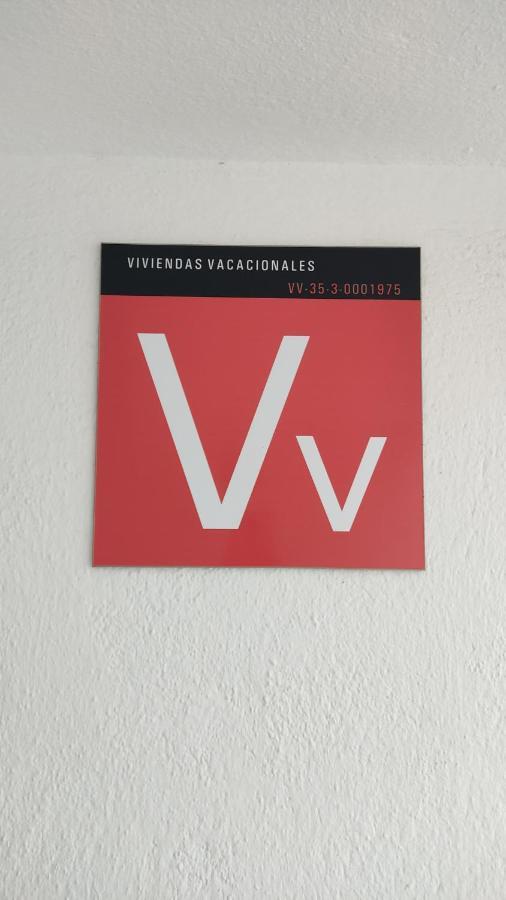 VIVIENDAS VACACIONALES
VV-35-3-0001975
Vv